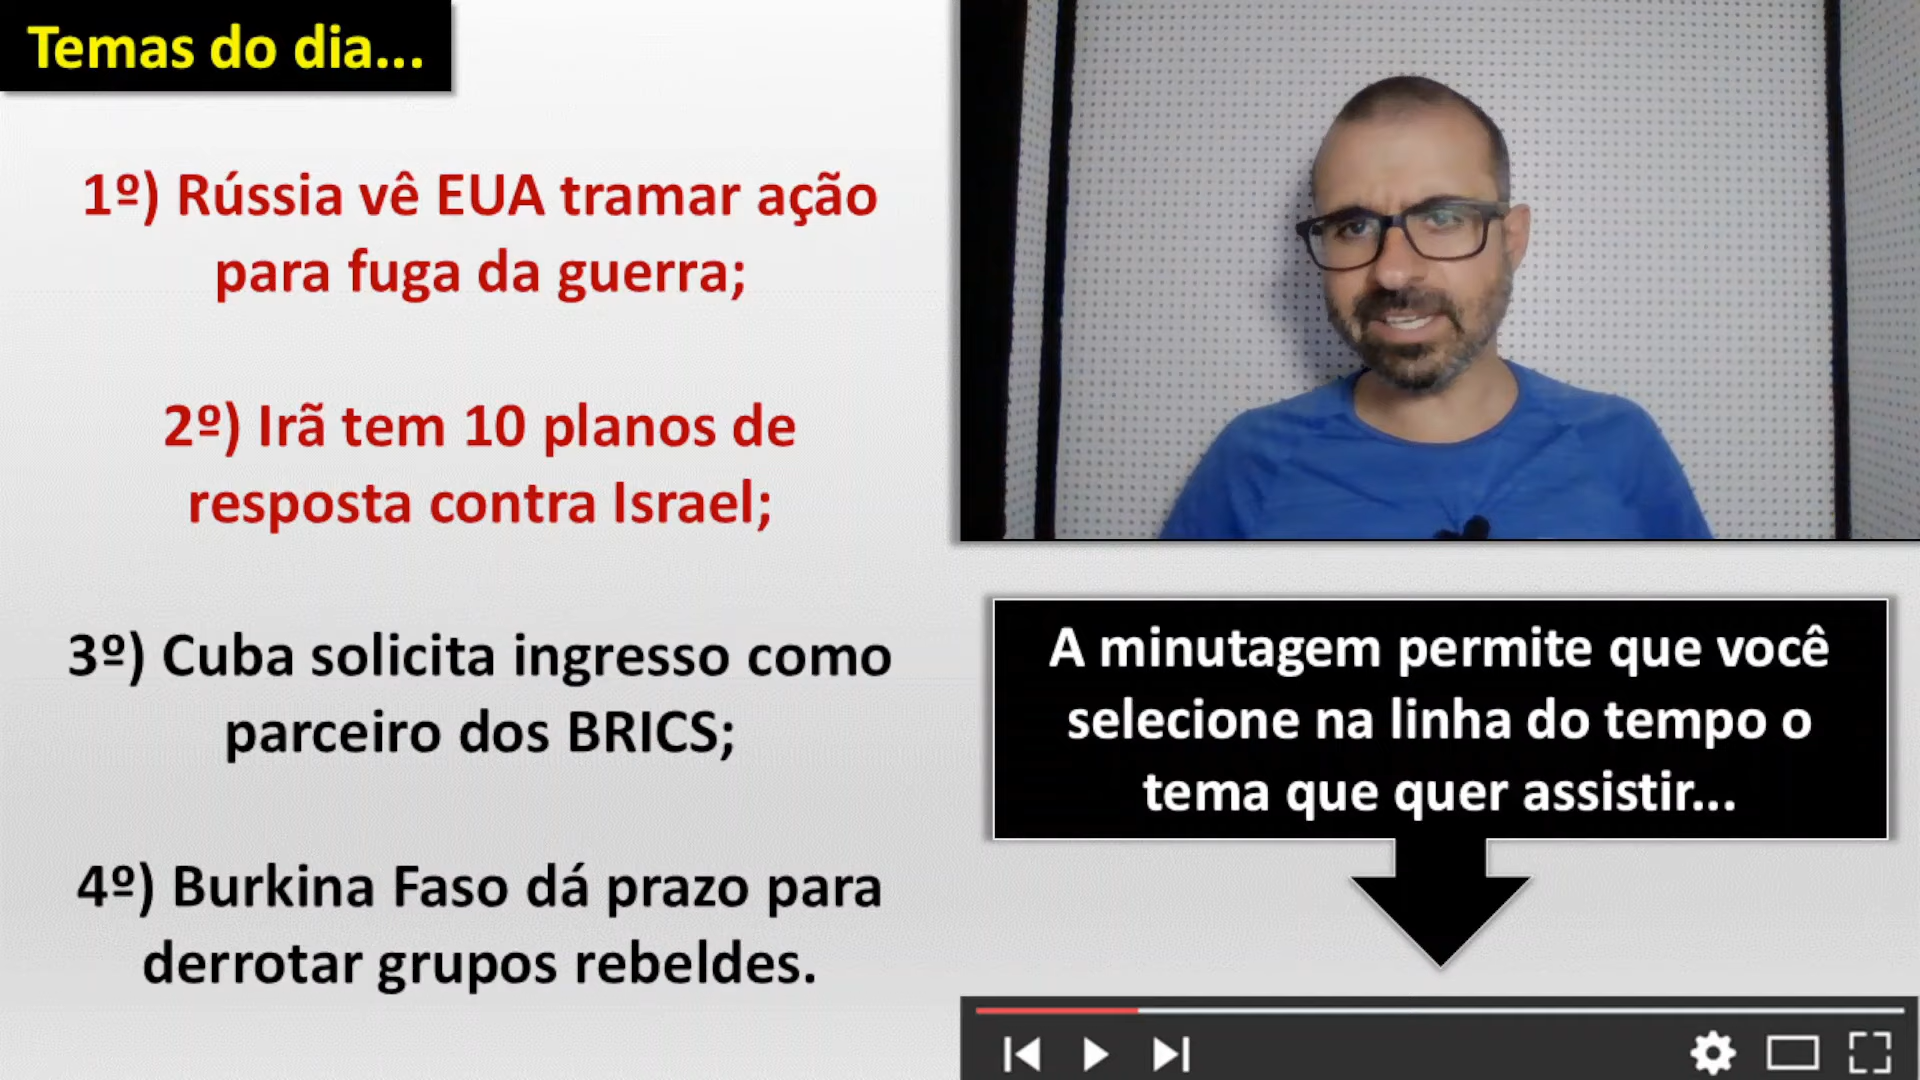 Temas do dia...
1º) Rússia vê EUA tramar ação
para fuga da guerra;
2º) Irã tem 10 planos de
resposta contra Israel;
3º) Cuba solicita ingresso como
parceiro dos BRICS;
4º) Burkina Faso dá prazo para
derrotar grupos rebeldes.
A minutagem permite que você
selecione na linha do tempo o
tema que quer assistir...